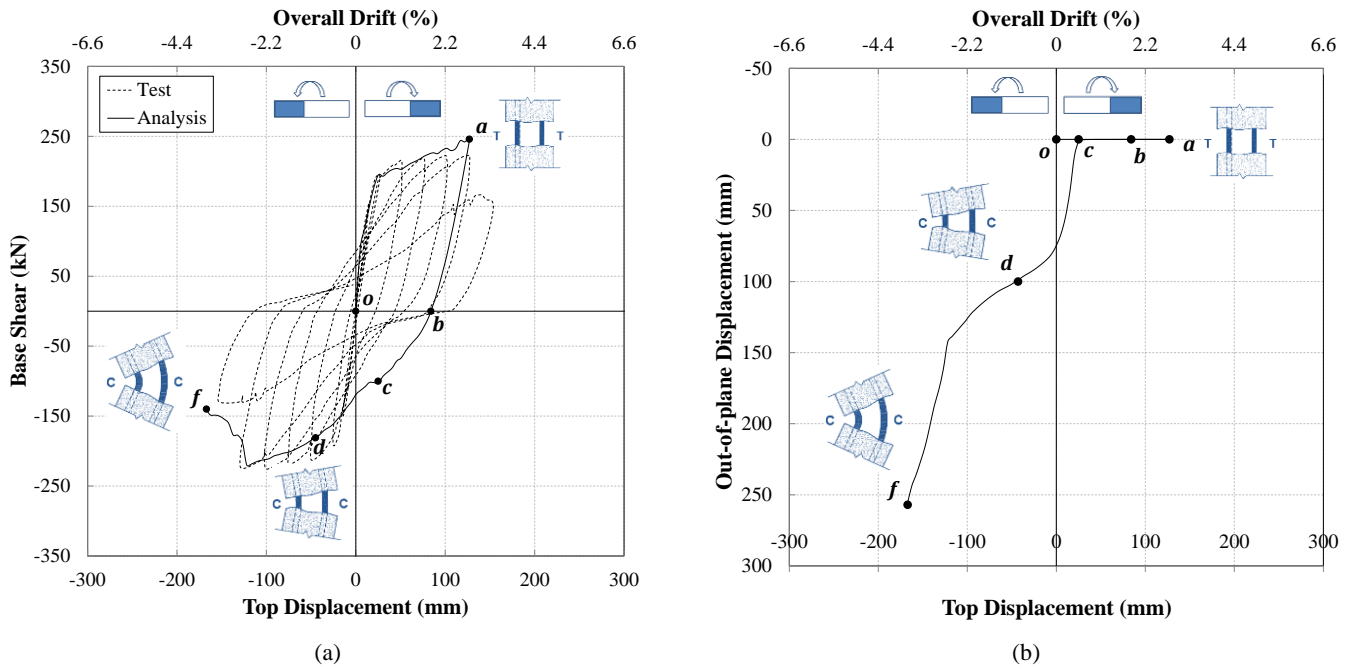 Overall Drift (%)
-6.6 -4.4 -2.2 0 2.2 4.4 6.6
350
250
150
50
-50
-150
-250
-350
Base Shear (kN)
Test
Analysis
a
T T
o
b
c
d
f
C C
C C
-300 -200 -100 0 100 200 300
Top Displacement (mm)
(a)
Overall Drift (%)
-6.6 -4.4 -2.2 0 2.2 4.4 6.6
-50
0
50
100
150
200
250
300
Out-of-plane Displacement (mm)
o c b a
T T
C C
d
C C
f
-300 -200 -100 0 100 200 300
Top Displacement (mm)
(b)